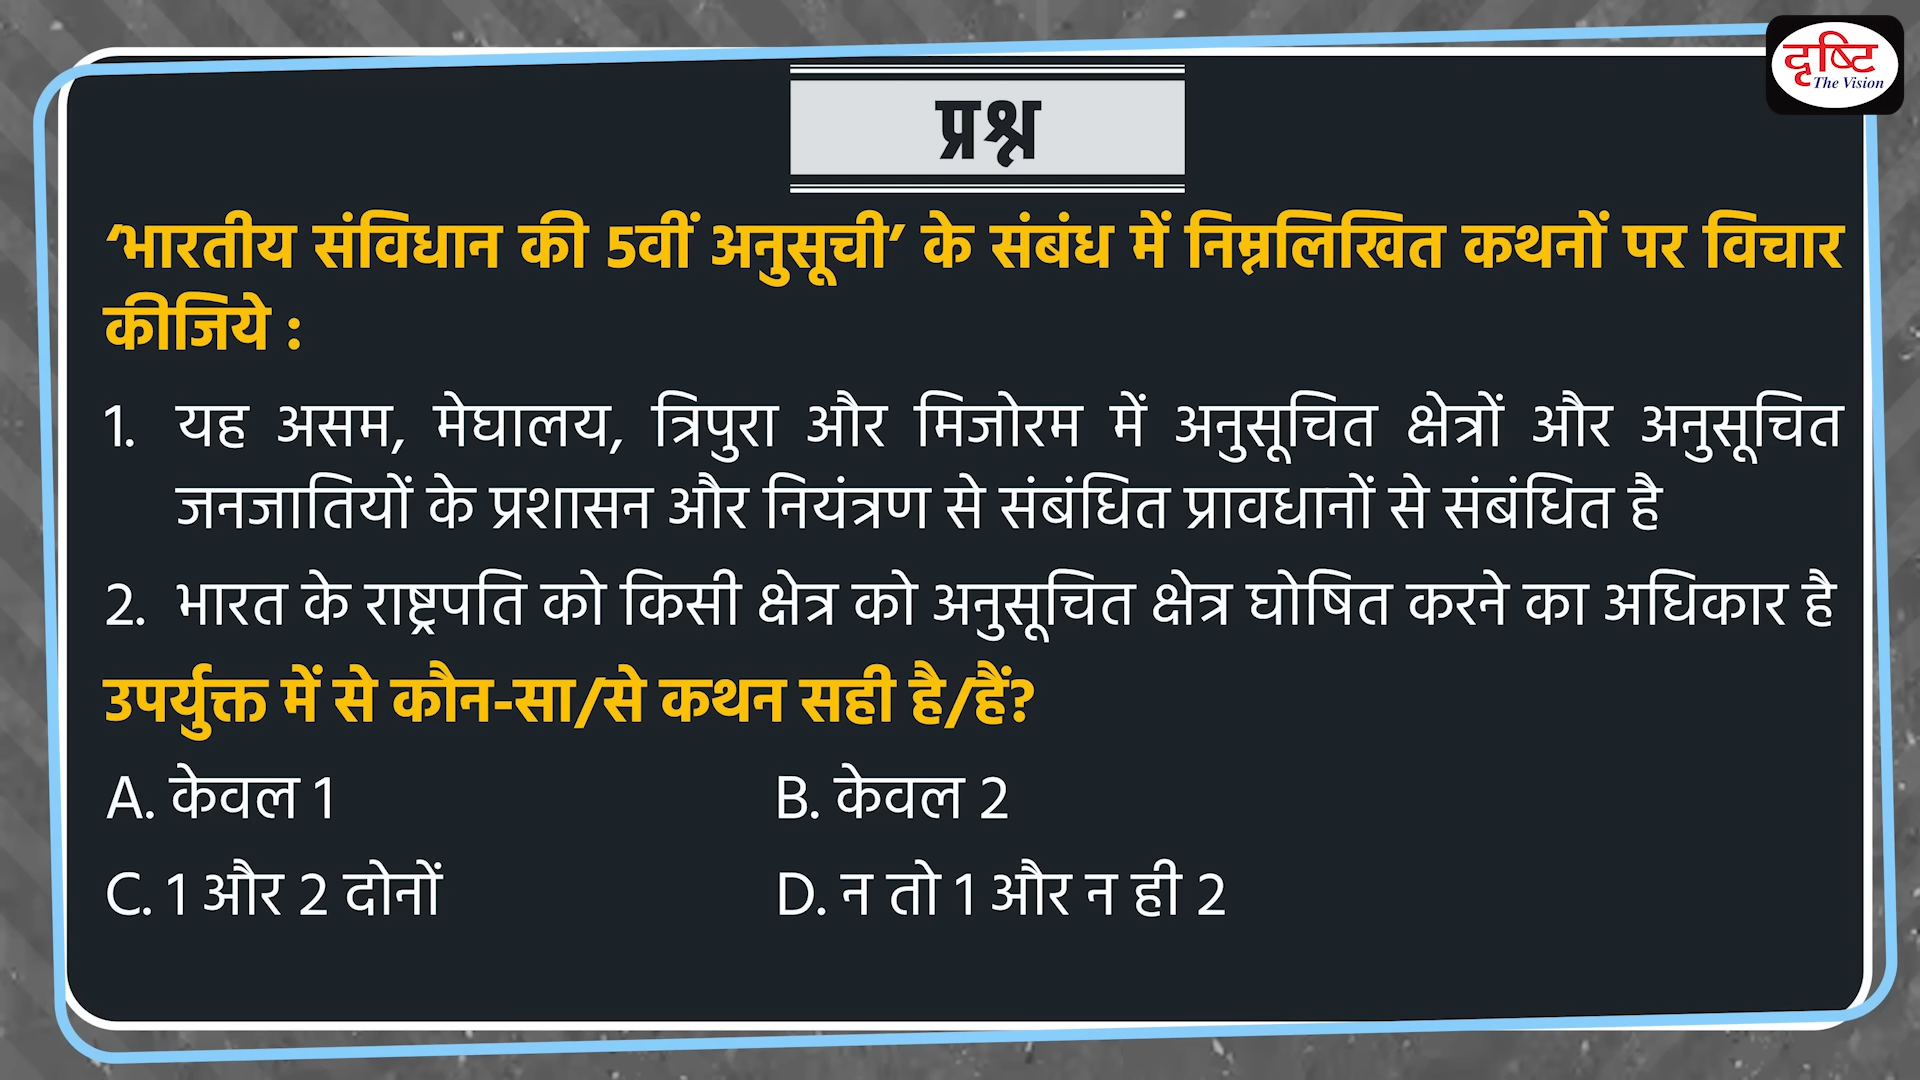 दृष्टि
The Vision
प्रश्न
‘भारतीय संविधान की 5वीं अनुसूची’ के संबंध में निम्नलिखित कथनों पर विचार
कीजिये :
1. यह असम, मेघालय, त्रिपुरा और मिजोरम में अनुसूचित क्षेत्रों और अनुसूचित
जनजातियों के प्रशासन और नियंत्रण से संबंधित प्रावधानों से संबंधित है
2. भारत के राष्ट्रपति को किसी क्षेत्र को अनुसूचित क्षेत्र घोषित करने का अधिकार है
उपर्युक्त में से कौन-सा/से कथन सही है/हैं?
A. केवल 1 B. केवल 2
C. 1 और 2 दोनों D. न तो 1 और न ही 2